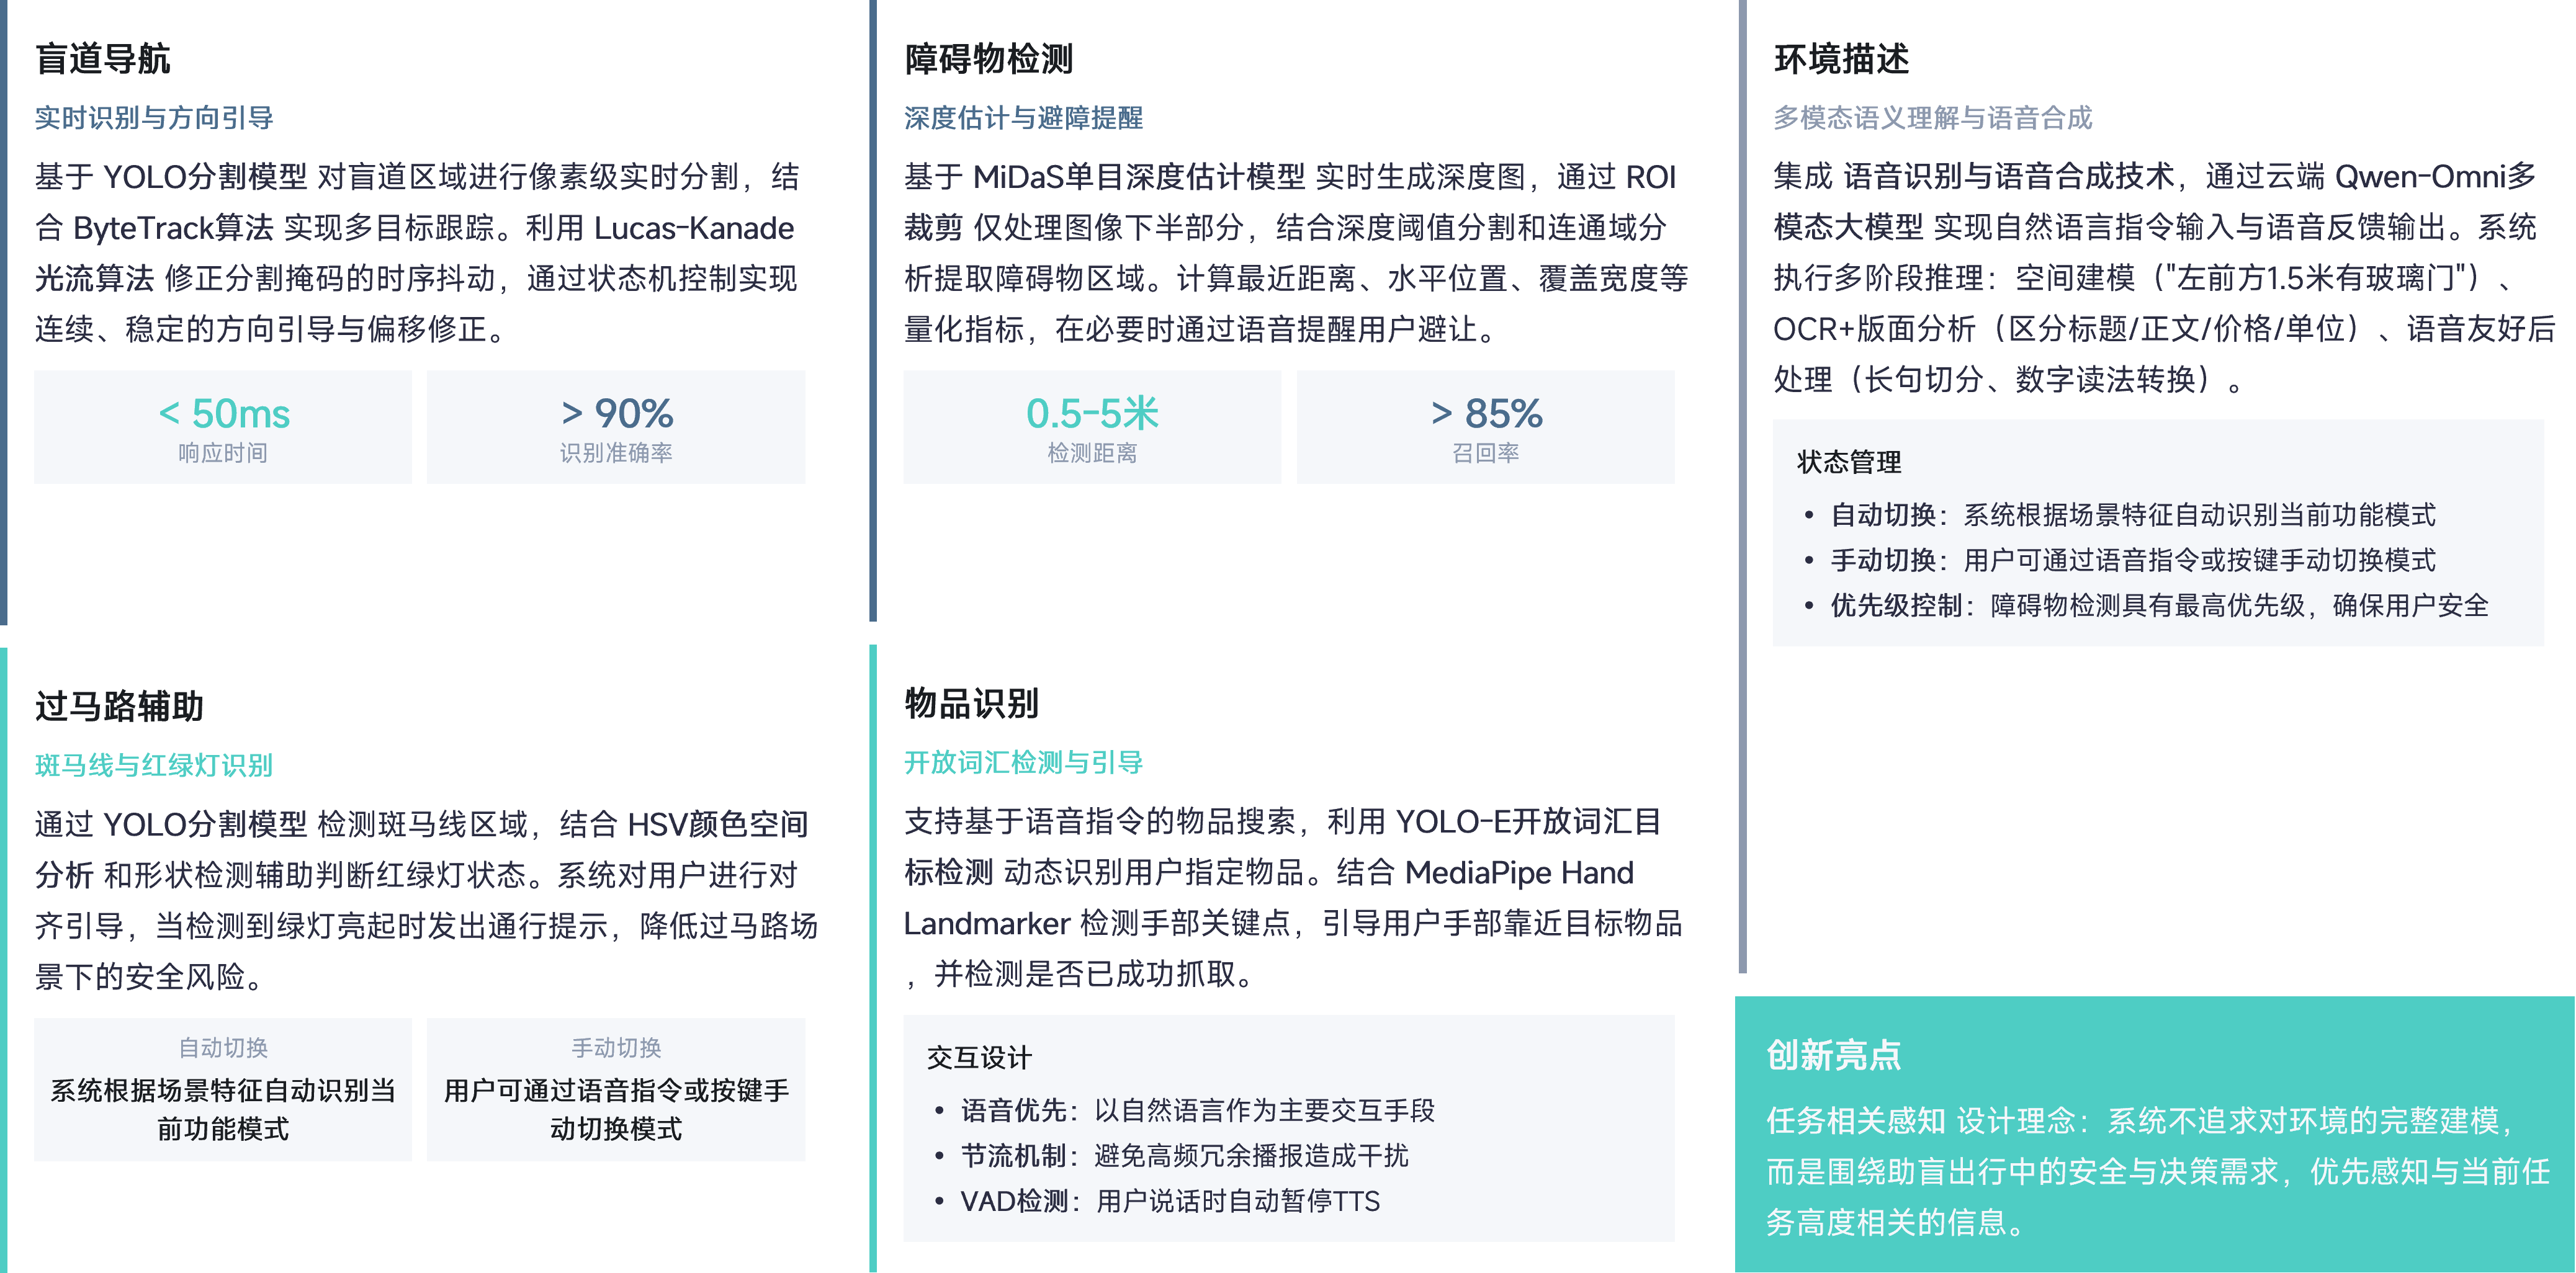 盲道导航
实时识别与方向引导
基于 YOLO分割模型 对盲道区域进行像素级实时分割，结
合 ByteTrack算法 实现多目标跟踪。利用 Lucas-Kanade
光流算法 修正分割掩码的时序抖动，通过状态机控制实现
连续、稳定的方向引导与偏移修正。
< 50ms
响应时间
> 90%
识别准确率
过马路辅助
斑马线与红绿灯识别
通过 YOLO分割模型 检测斑马线区域，结合 HSV颜色空间
分析 和形状检测辅助判断红绿灯状态。系统对用户进行对
齐引导，当检测到绿灯亮起时发出通行提示，降低过马路场
景下的安全风险。
自动切换
系统根据场景特征自动识别当
前功能模式
手动切换
用户可通过语音指令或按键手
动切换模式
障碍物检测
深度估计与避障提醒
基于 MiDaS单目深度估计模型 实时生成深度图，通过 ROI
裁剪 仅处理图像下半部分，结合深度阈值分割和连通域分
析提取障碍物区域。计算最近距离、水平位置、覆盖宽度等
量化指标，在必要时通过语音提醒用户避让。
0.5-5米
检测距离
> 85%
召回率
物品识别
开放词汇检测与引导
支持基于语音指令的物品搜索，利用 YOLO-E开放词汇目
标检测 动态识别用户指定物品。结合 MediaPipe Hand
Landmarker 检测手部关键点，引导用户手部靠近目标物品
，并检测是否已成功抓取。
交互设计
• 语音优先：以自然语言作为主要交互手段
• 节流机制：避免高频冗余播报造成干扰
• VAD检测：用户说话时自动暂停TTS
环境描述
多模态语义理解与语音合成
集成 语音识别与语音合成技术，通过云端 Qwen-Omni多
模态大模型 实现自然语言指令输入与语音反馈输出。系统
执行多阶段推理：空间建模（"左前方1.5米有玻璃门"）、
OCR+版面分析（区分标题/正文/价格/单位）、语音友好后
处理（长句切分、数字读法转换）。
状态管理
• 自动切换：系统根据场景特征自动识别当前功能模式
• 手动切换：用户可通过语音指令或按键手动切换模式
• 优先级控制：障碍物检测具有最高优先级，确保用户安全
创新亮点
任务相关感知 设计理念：系统不追求对环境的完整建模，
而是围绕助盲出行中的安全与决策需求，优先感知与当前任
务高度相关的信息。